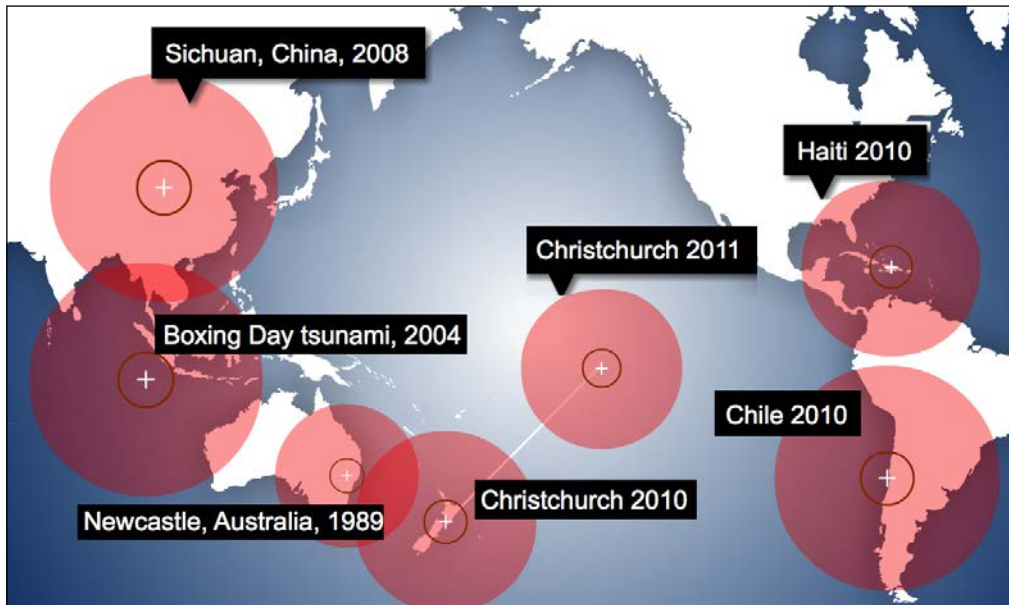 Sichuan, China, 2008
Haiti 2010
Christchurch 2011
Boxing Day tsunami, 2004
Chile 2010
Christchurch 2010
Newcastle, Australia, 1989